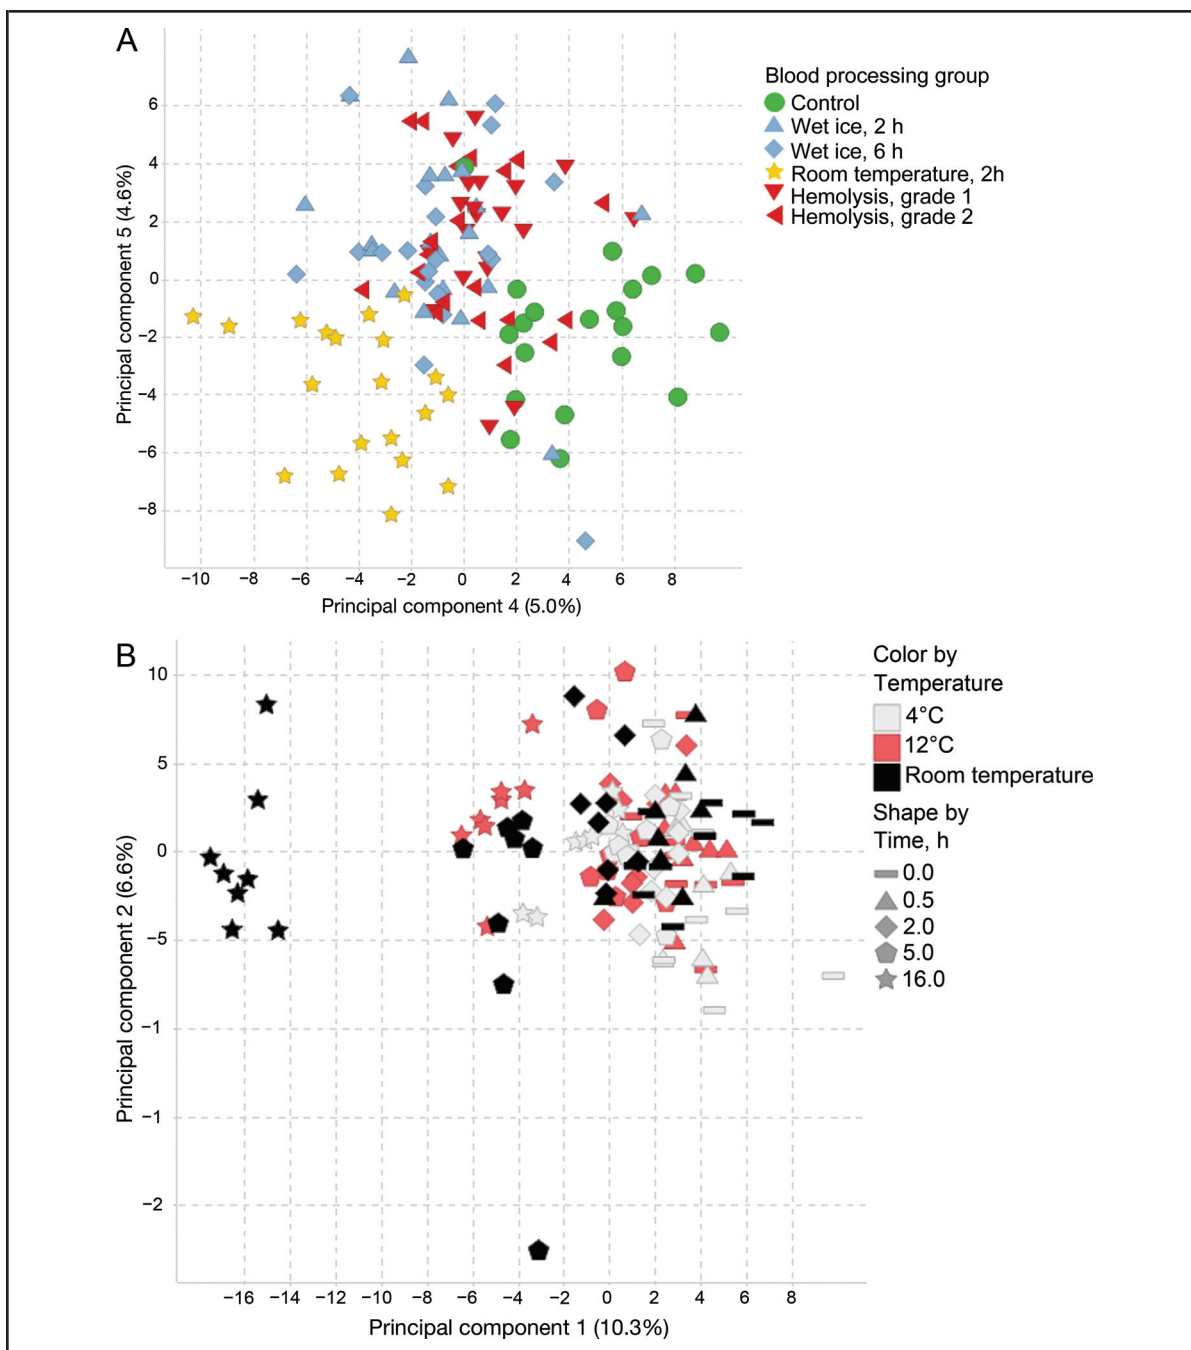 A
Blood processing group
Control
Wet ice, 2 h
Wet ice, 6 h
Room temperature, 2h
Hemolysis, grade 1
Hemolysis, grade 2
Principal component 5 (4.6%)
6
4
2
0
−2
−4
−6
−8
−10 −8 −6 −4 −2 0 2 4 6 8
Principal component 4 (5.0%)
B
Color by
Temperature
4°C
12°C
Room temperature
Shape by
Time, h
0.0
0.5
2.0
5.0
16.0
Principal component 2 (6.6%)
10
5
0
−5
−1
−1
−2
−16 −14 −12 −10 −8 −6 −4 −2 0 2 4 6 8
Principal component 1 (10.3%)